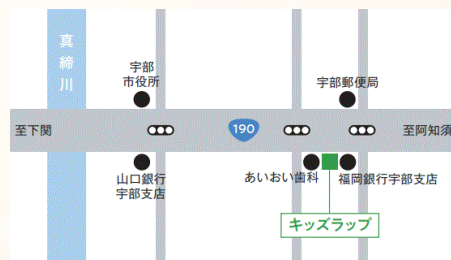 真締川
宇部
市役所
宇部郵便局
至下関
190
至阿知須
山口銀行
宇部支店
あいおい歯科
福岡銀行宇部支店
キッズラップ